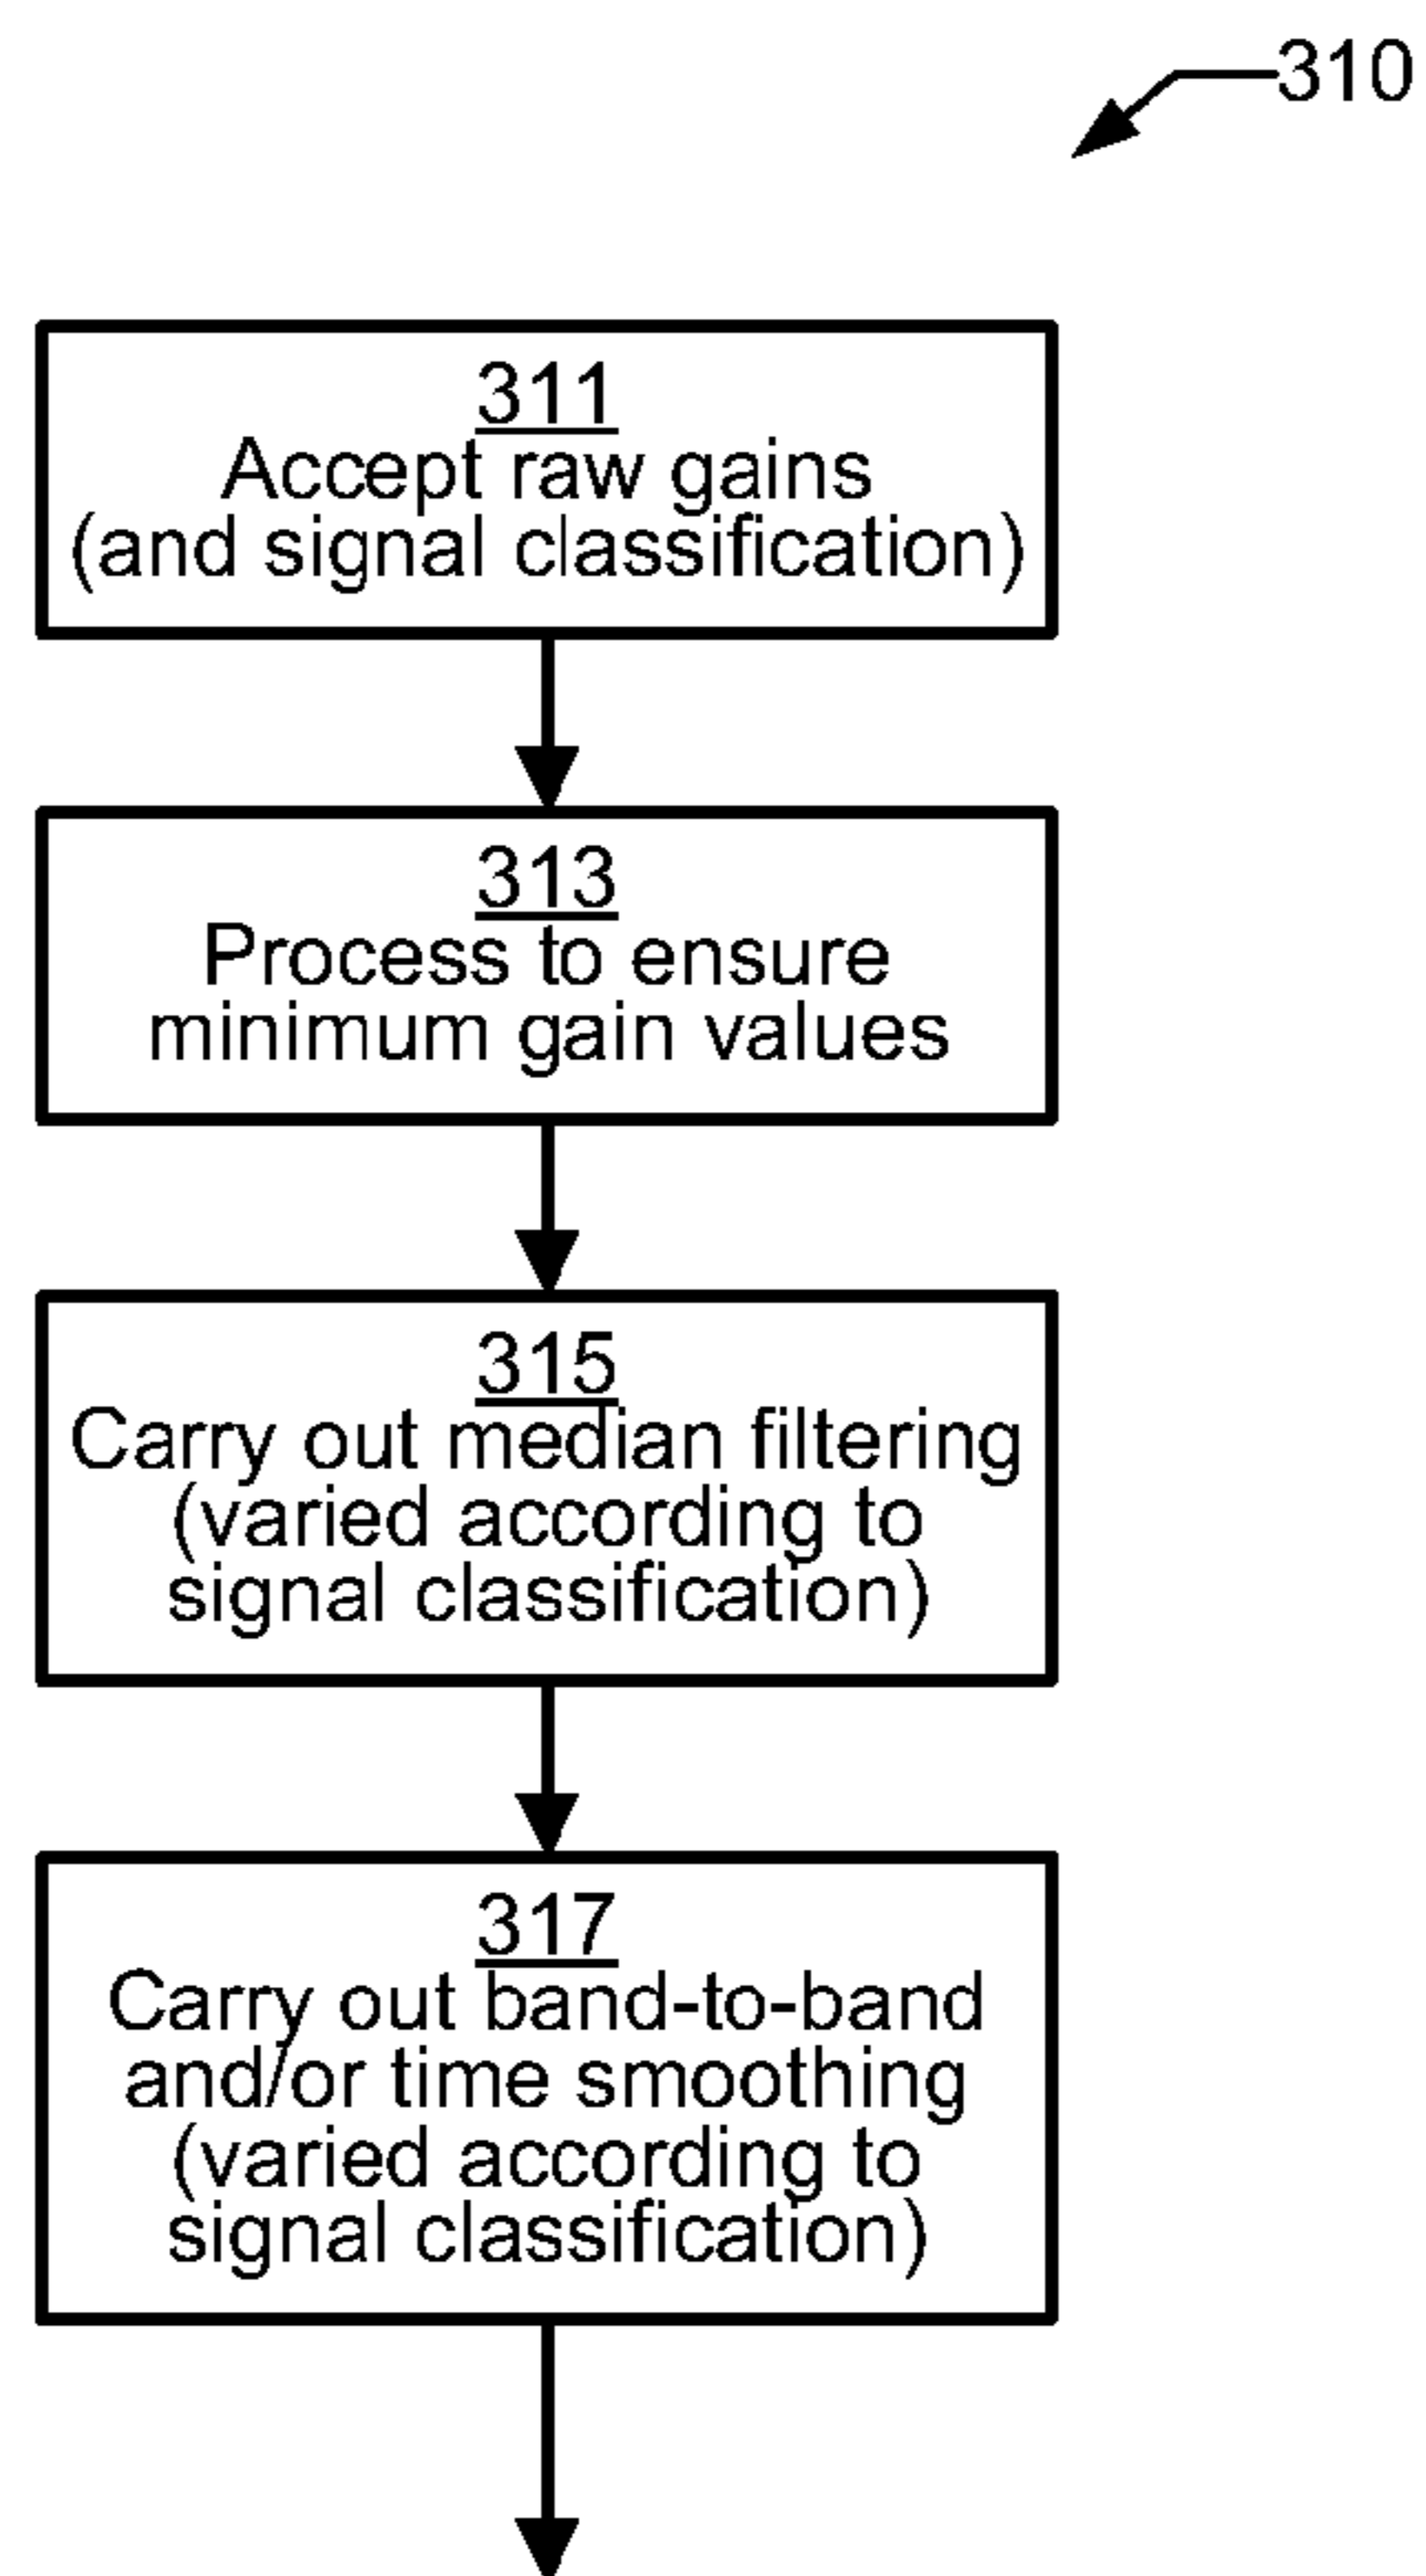 310
311
Accept raw gains
(and signal classification)
313
Process to ensure
minimum gain values
315
Carry out median filtering
(varied according to
signal classification)
317
Carry out band-to-band
and/or time smoothing
(varied according to
signal classification)